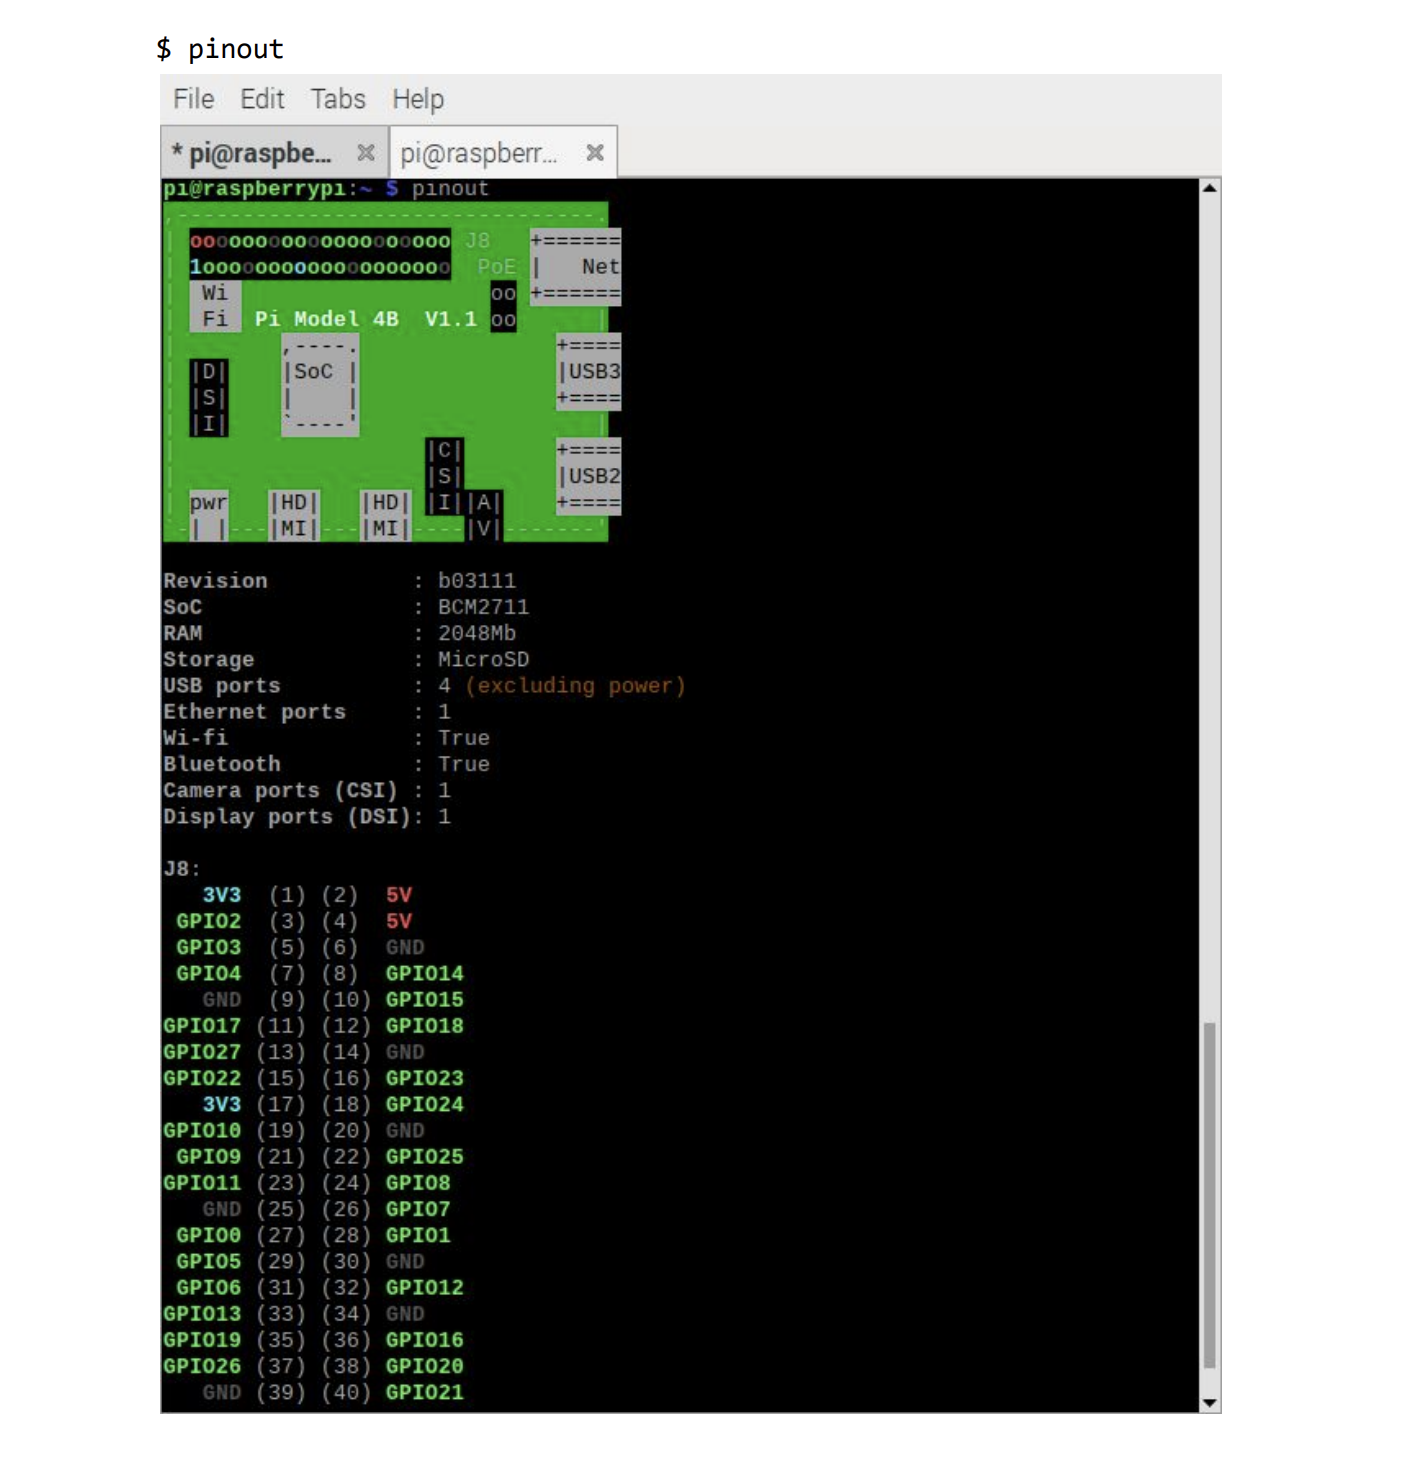 $ pinout
File Edit Tabs Help
* pi@raspbe... pi@raspberr...
pi@raspberrypi:~ $ pinout
,--------------------------------.
| oooooooooooooooooooo J8   +======
| 1ooooooooooooooooooo  PoE |   Net
|  Wi                    oo +======
|  Fi  Pi Model 4B  V1.1 oo      |
|        ,----.               +====
| |D|    |SoC |               |USB3
| |S|    |    |               +====
| |I|    `----'                  |
|                   |C|       +====
|                   |S|       |USB2
| pwr   |HD|   |HD| |I||A|    +====
`-| |---|MI|---|MI|----|V|-------'
Revision           : b03111
SoC                : BCM2711
RAM                : 2048Mb
Storage            : MicroSD
USB ports          : 4 (excluding power)
Ethernet ports     : 1
Wi-fi              : True
Bluetooth          : True
Camera ports (CSI) : 1
Display ports (DSI): 1
J8:
   3V3  (1) (2)  5V
 GPIO2  (3) (4)  5V
 GPIO3  (5) (6)  GND
 GPIO4  (7) (8)  GPIO14
   GND  (9) (10) GPIO15
GPIO17 (11) (12) GPIO18
GPIO27 (13) (14) GND
GPIO22 (15) (16) GPIO23
   3V3 (17) (18) GPIO24
GPIO10 (19) (20) GND
 GPIO9 (21) (22) GPIO25
GPIO11 (23) (24) GPIO8
   GND (25) (26) GPIO7
 GPIO0 (27) (28) GPIO1
 GPIO5 (29) (30) GND
 GPIO6 (31) (32) GPIO12
GPIO13 (33) (34) GND
GPIO19 (35) (36) GPIO16
GPIO26 (37) (38) GPIO20
   GND (39) (40) GPIO21